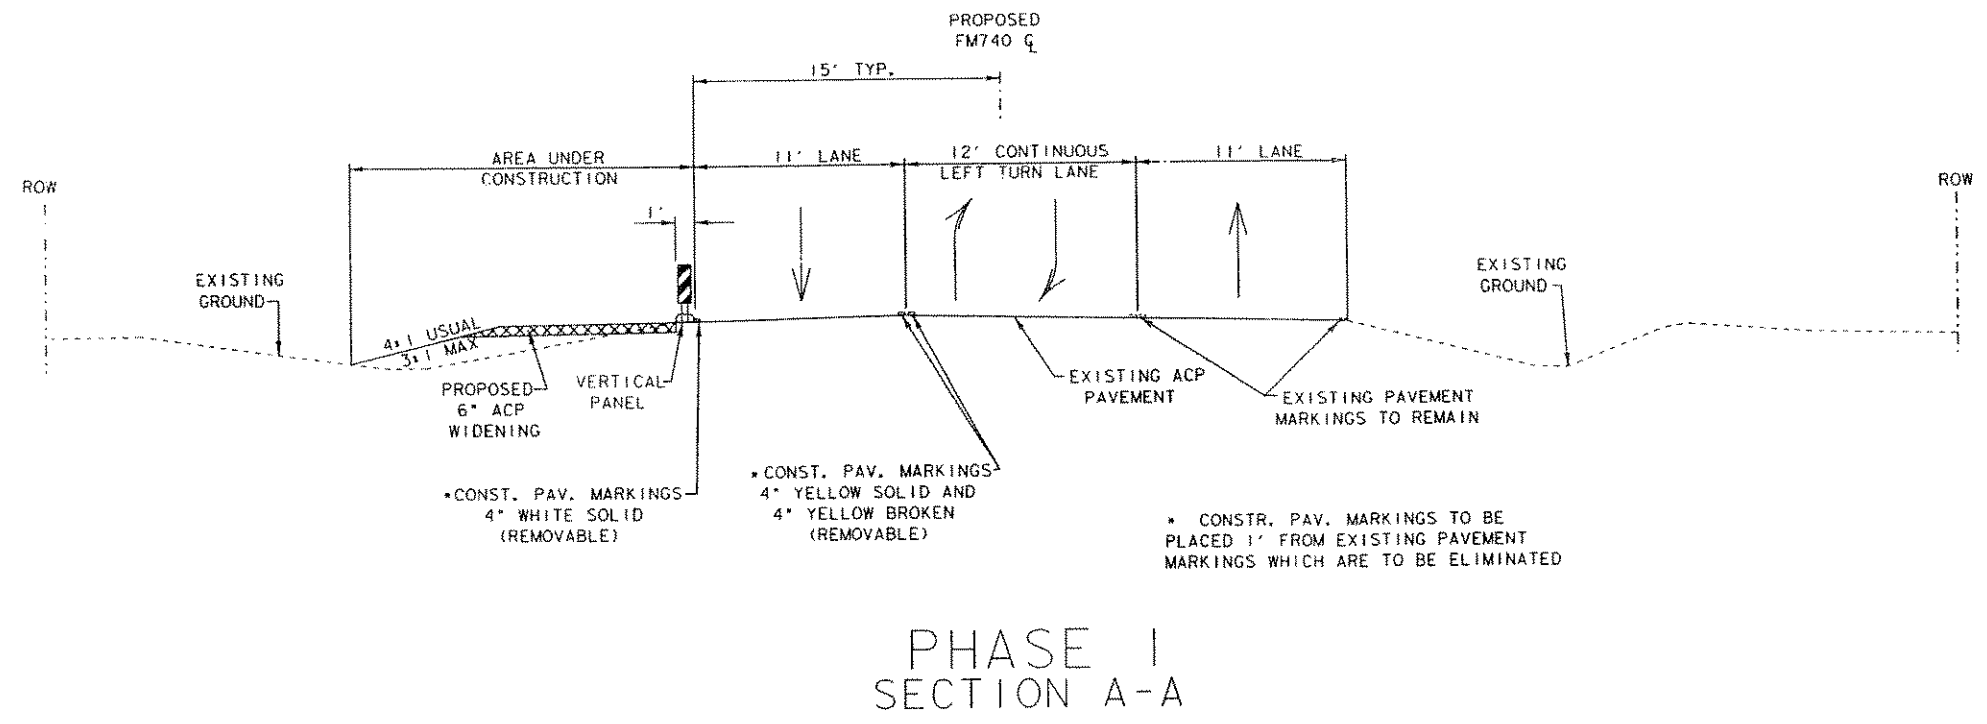 PROPOSED
FM740 ℄
15' TYP.
AREA UNDER
CONSTRUCTION
11' LANE
12' CONTINUOUS
LEFT TURN LANE
11' LANE
ROW
ROW
1'
EXISTING
GROUND
EXISTING
GROUND
4:1 USUAL
3:1 MAX
PROPOSED
6" ACP
WIDENING
VERTICAL
PANEL
EXISTING ACP
PAVEMENT
EXISTING PAVEMENT
MARKINGS TO REMAIN
*CONST. PAV. MARKINGS
4" WHITE SOLID
(REMOVABLE)
*CONST. PAV. MARKINGS
4" YELLOW SOLID AND
4" YELLOW BROKEN
(REMOVABLE)
* CONSTR. PAV. MARKINGS TO BE
PLACED 1' FROM EXISTING PAVEMENT
MARKINGS WHICH ARE TO BE ELIMINATED
PHASE I
SECTION A-A